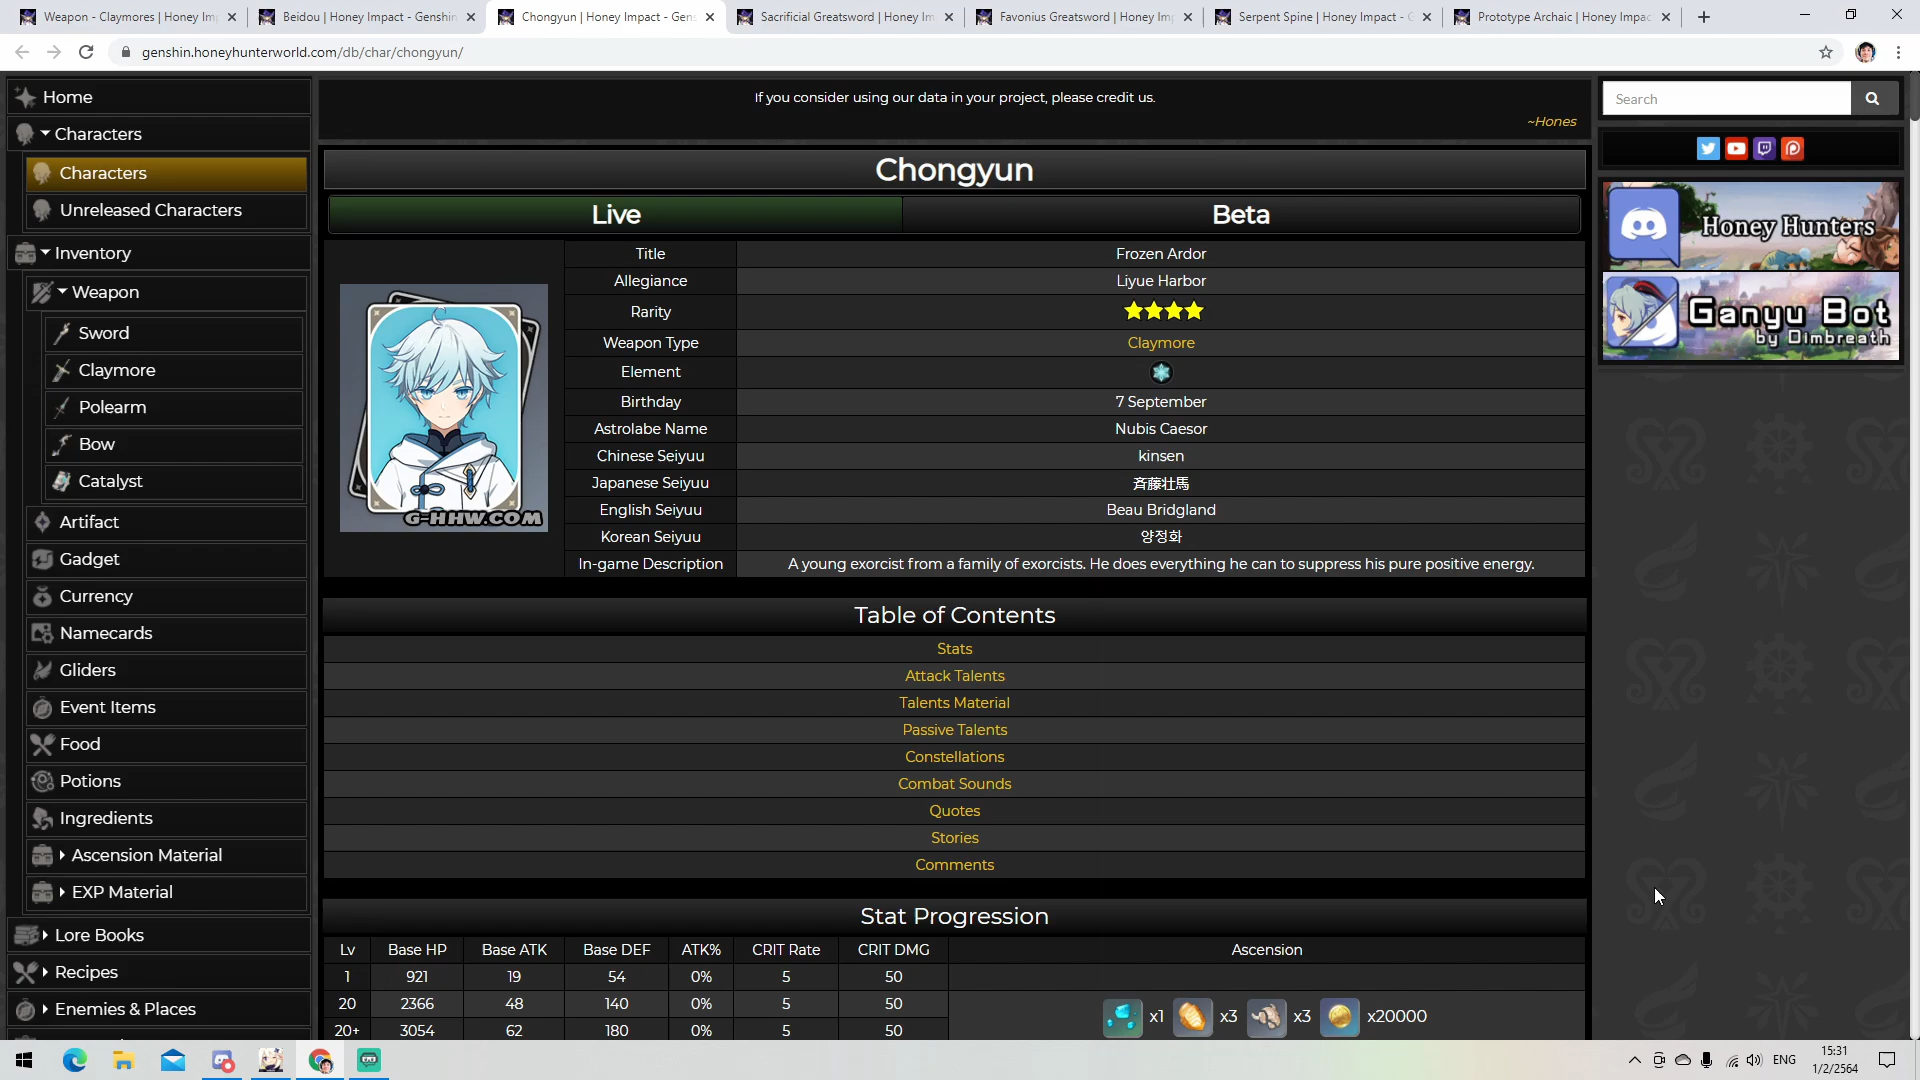 Weapon - Claymores | Honey Im
Beidou | Honey Impact - Genshin
Chongyun | Honey Impact - Gens
Sacrificial Greatsword | Honey Im
Favonius Greatsword | Honey Im
Serpent Spine | Honey Impact - G
Prototype Archaic | Honey Impac
genshin.honeyhunterworld.com/db/char/chongyun/
Home
Characters
Characters
Unreleased Characters
Inventory
Weapon
Sword
Claymore
Polearm
Bow
Catalyst
Artifact
Gadget
Currency
Namecards
Gliders
Event Items
Food
Potions
Ingredients
Ascension Material
EXP Material
Lore Books
Recipes
Enemies & Places
If you consider using our data in your project, please credit us.
~Hones
Chongyun
Live Beta
G-HHW.COM
Title Frozen Ardor
Allegiance Liyue Harbor
Rarity
Weapon Type Claymore
Element
Birthday 7 September
Astrolabe Name Nubis Caesor
Chinese Seiyuu kinsen
Japanese Seiyuu 斉藤壮馬
English Seiyuu Beau Bridgland
Korean Seiyuu 양정화
In-game Description A young exorcist from a family of exorcists. He does everything he can to suppress his pure positive energy.
Table of Contents
Stats
Attack Talents
Talents Material
Passive Talents
Constellations
Combat Sounds
Quotes
Stories
Comments
Stat Progression
Lv Base HP Base ATK Base DEF ATK% CRIT Rate CRIT DMG Ascension
1 921 19 54 0% 5 50
20 2366 48 140 0% 5 50
20+ 3054 62 180 0% 5 50
x1 x3 x3 x20000
Search
Honey Hunters
Ganyu Bot
by Dimbreath
ENG
15:31
1/2/2564